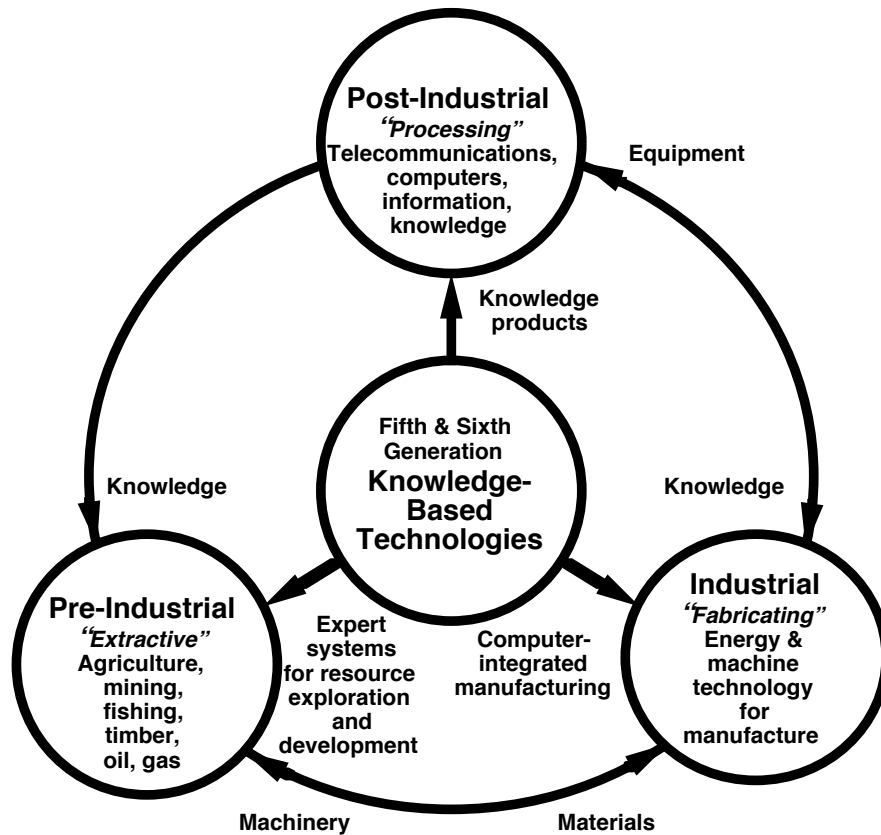 Post-Industrial
“Processing”
Telecommunications,
computers,
information,
knowledge
Equipment
Knowledge
products
Fifth & Sixth
Generation
Knowledge-
Based
Technologies
Knowledge
Knowledge
Pre-Industrial
“Extractive”
Agriculture,
mining,
fishing,
timber,
oil, gas
Expert
systems
for resource
exploration
and
development
Computer-
integrated
manufacturing
Industrial
“Fabricating”
Energy &
machine
technology
for
manufacture
Machinery
Materials